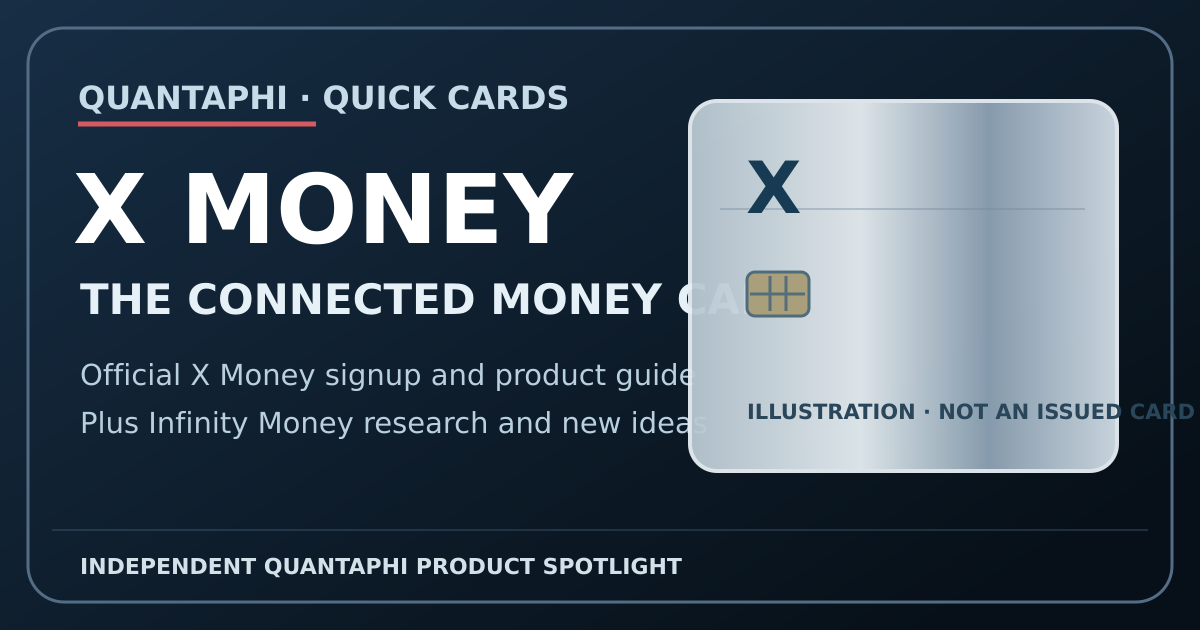 QUANTAPHI · QUICK CARDS
X MONEY
THE CONNECTED MONEY CA
Official X Money signup and product guide
Plus Infinity Money research and new ideas
X
ILLUSTRATION · NOT AN ISSUED CARD
INDEPENDENT QUANTAPHI PRODUCT SPOTLIGHT